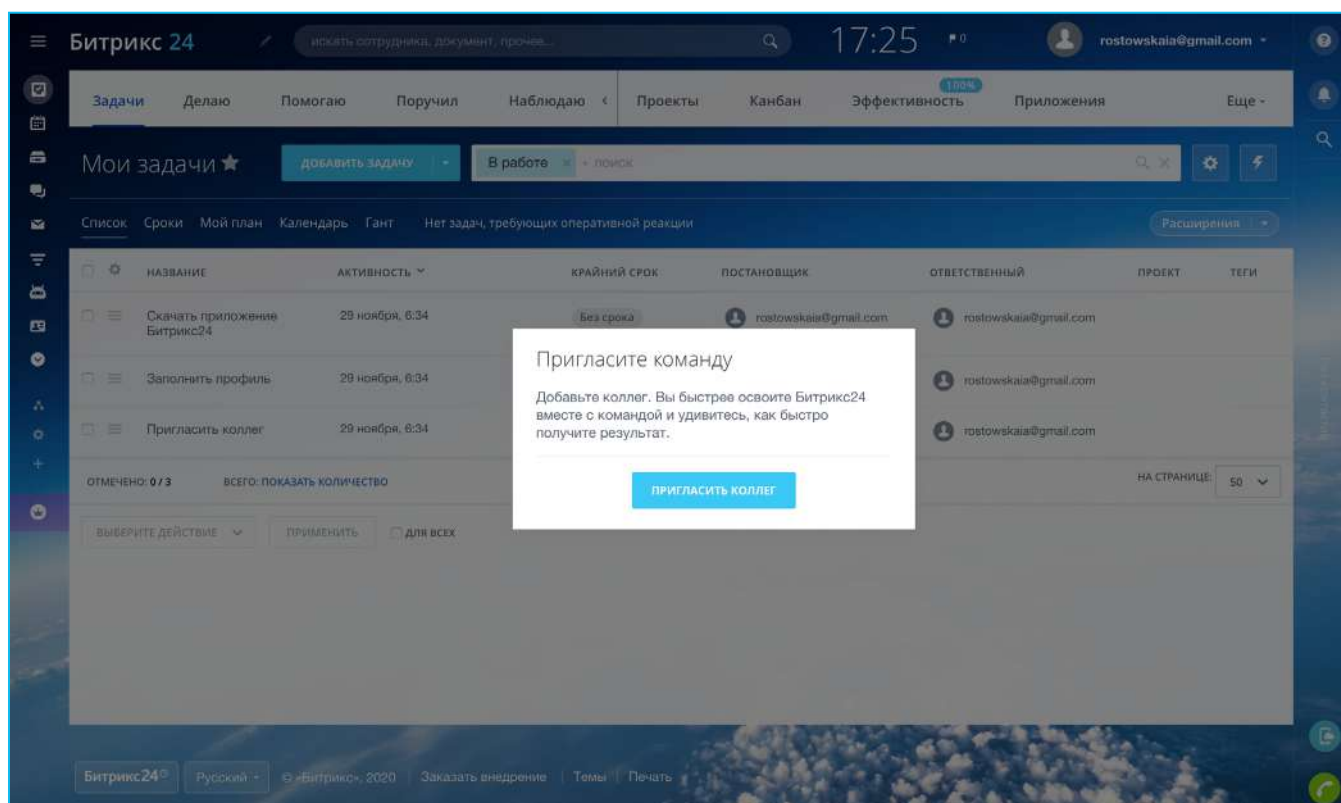 Битрикс 24
искать сотрудника, документ, прочее...
17:25
0
rostowskaia@gmail.com
Задачи Делаю Помогаю Поручил Наблюдаю Проекты Канбан Эффективность 100% Приложения Еще
Мои задачи
ДОБАВИТЬ ЗАДАЧУ
В работе × + поиск
Список Сроки Мой план Календарь Гант Нет задач, требующих оперативной реакции Расширения
НАЗВАНИЕ АКТИВНОСТЬ КРАЙНИЙ СРОК ПОСТАНОВЩИК ОТВЕТСТВЕННЫЙ ПРОЕКТ ТЕГИ
Скачать приложение
Битрикс24
29 ноября, 6:34 Без срока rostowskaia@gmail.com rostowskaia@gmail.com
Заполнить профиль 29 ноября, 6:34 rostowskaia@gmail.com
Пригласить коллег 29 ноября, 6:34 rostowskaia@gmail.com
Пригласите команду
Добавьте коллег. Вы быстрее освоите Битрикс24
вместе с командой и удивитесь, как быстро
получите результат.
ПРИГЛАСИТЬ КОЛЛЕГ
ОТМЕЧЕНО: 0 / 3 ВСЕГО: ПОКАЗАТЬ КОЛИЧЕСТВО НА СТРАНИЦЕ: 50
ВЫБЕРИТЕ ДЕЙСТВИЕ ПРИМЕНИТЬ ДЛЯ ВСЕХ
Битрикс24© Русский © «Битрикс», 2020 Заказать внедрение Темы Печать